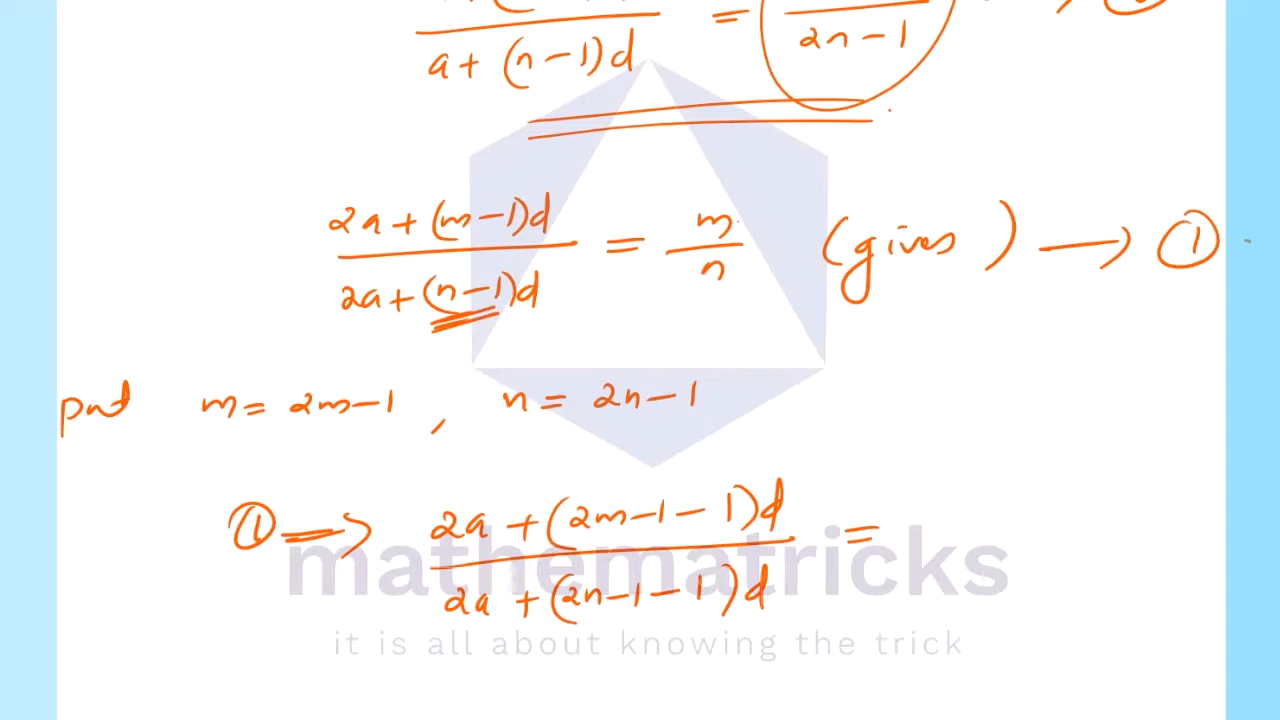 a + (n-1)d = 2n-1
2a + (m-1)d / 2a + (n-1)d = m / n (gives) → ①
put m = 2m-1 , n = 2n-1
① ⇒ 2a + (2m-1-1)d / 2a + (2n-1-1)d =
mathematricks
it is all about knowing the trick